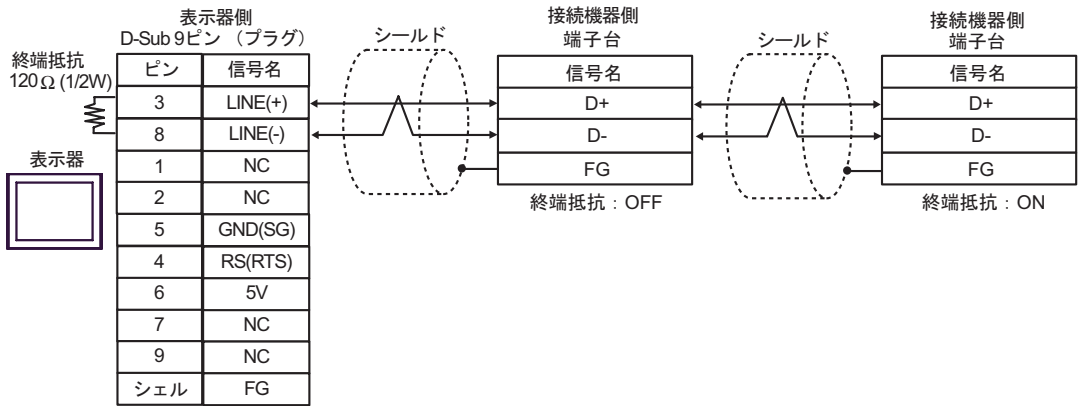 表示器側
D-Sub 9ピン （プラグ）
終端抵抗
120Ω (1/2W)
表示器
ピン 信号名
3 LINE(+)
8 LINE(-)
1 NC
2 NC
5 GND(SG)
4 RS(RTS)
6 5V
7 NC
9 NC
シェル FG
シールド
接続機器側
端子台
信号名
D+
D-
FG
終端抵抗：OFF
シールド
接続機器側
端子台
信号名
D+
D-
FG
終端抵抗：ON